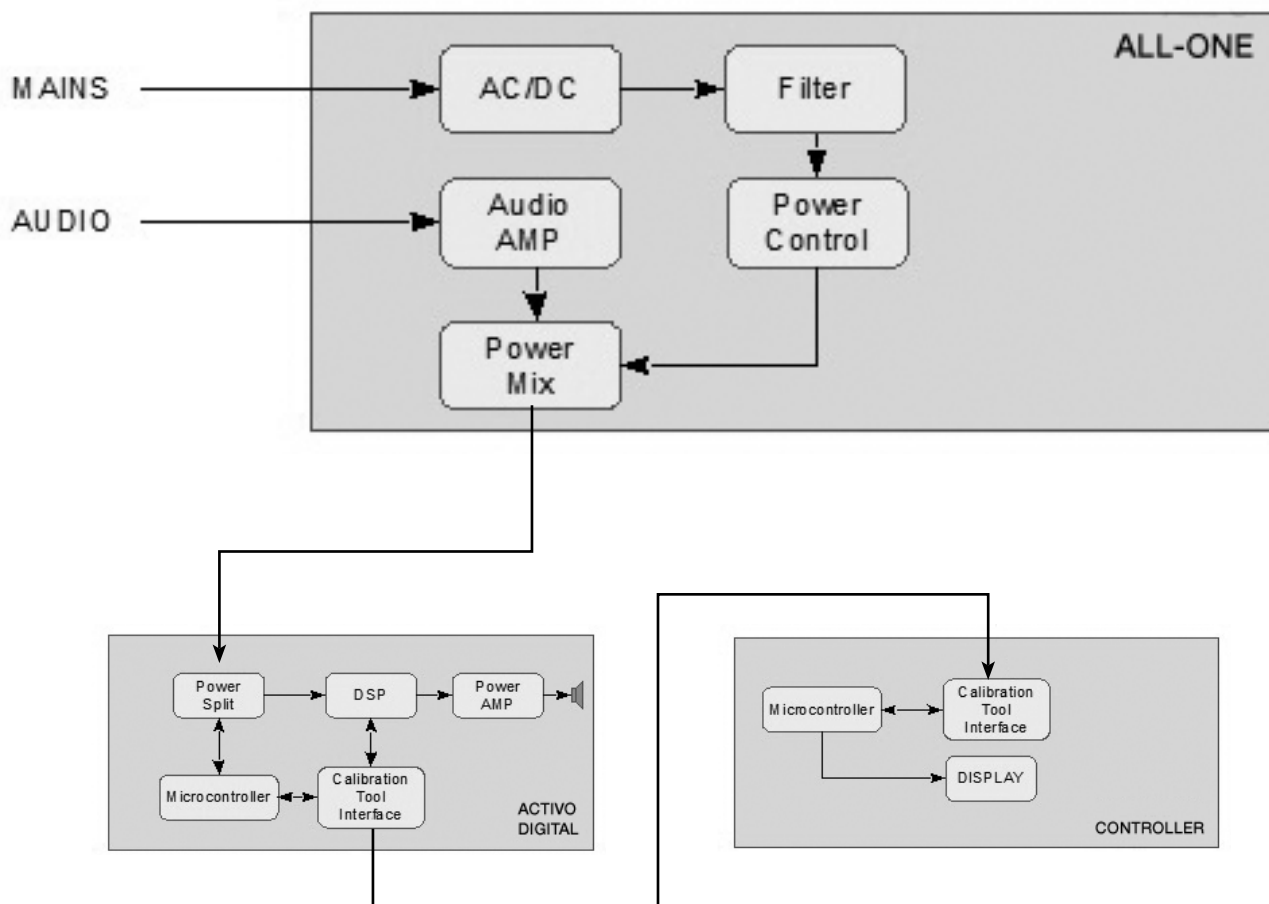 ALL-ONE
MAINS
AC/DC
Filter
AUDIO
Audio
AMP
Power
Control
Power
Mix
Power
Split
DSP
Power
AMP
Microcontroller
Calibration
Tool
Interface
ACTIVO
DIGITAL
Microcontroller
Calibration
Tool
Interface
DISPLAY
CONTROLLER